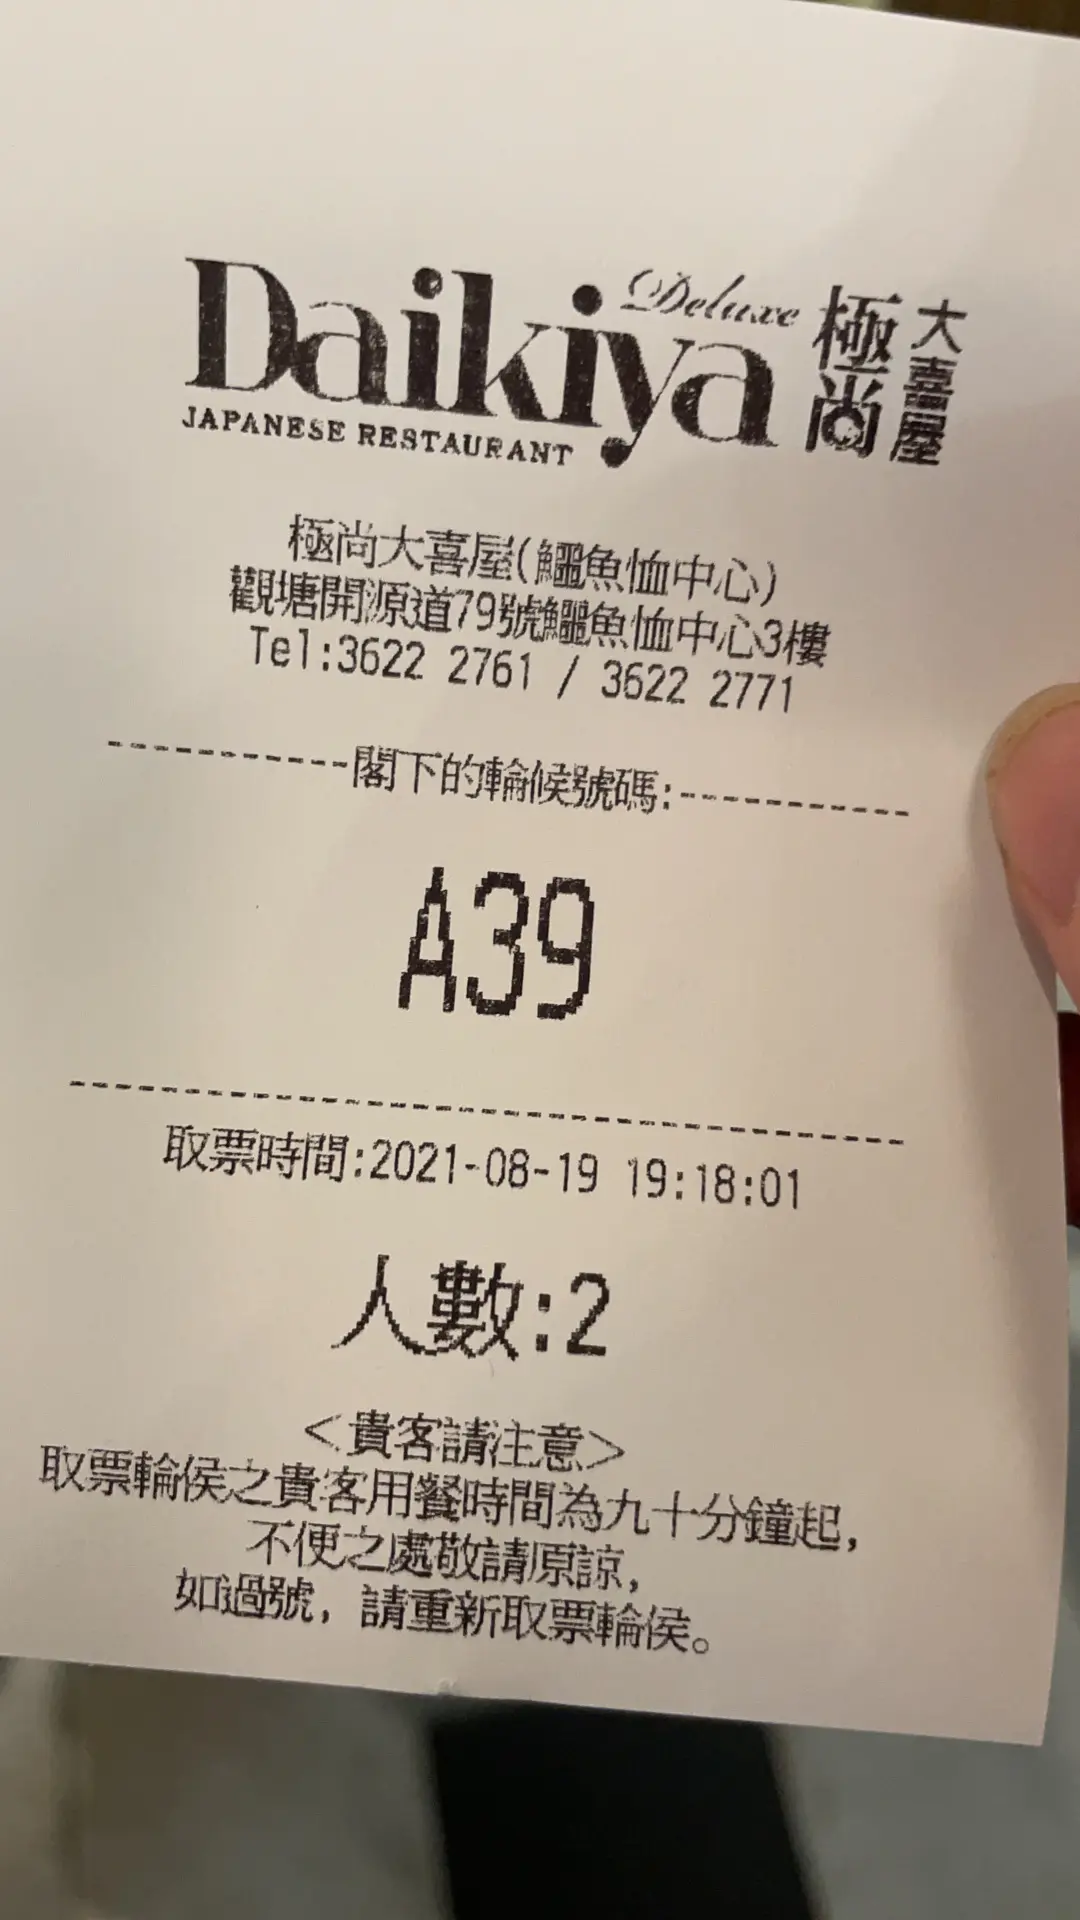 Daikiya Deluxe 極尚大喜屋
JAPANESE RESTAURANT
極尚大喜屋(鱷魚恤中心)
觀塘開源道79號鱷魚恤中心3樓
Tel:3622 2761 / 3622 2771
-----------閣下的輪候號碼:-----------
A39
----------------------------------------
取票時間:2021-08-19 19:18:01
人數:2
<貴客請注意>
取票輪侯之貴客用餐時間為九十分鐘起,
不便之處敬請原諒,
如過號，請重新取票輪侯。